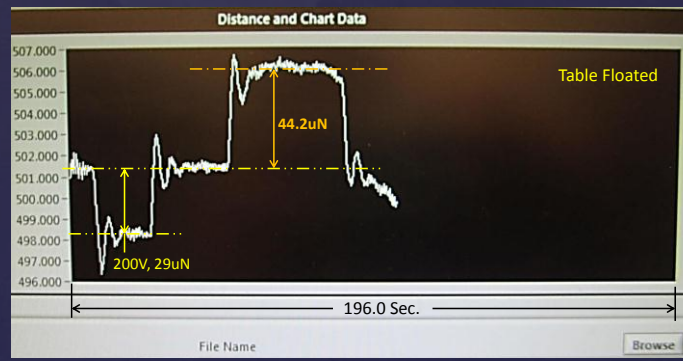 Distance and Chart Data
507.000
506.000
505.000
504.000
503.000
502.000
501.000
500.000
499.000
498.000
497.000
496.000
Table Floated
44.2uN
200V, 29uN
196.0 Sec.
File Name
Browse